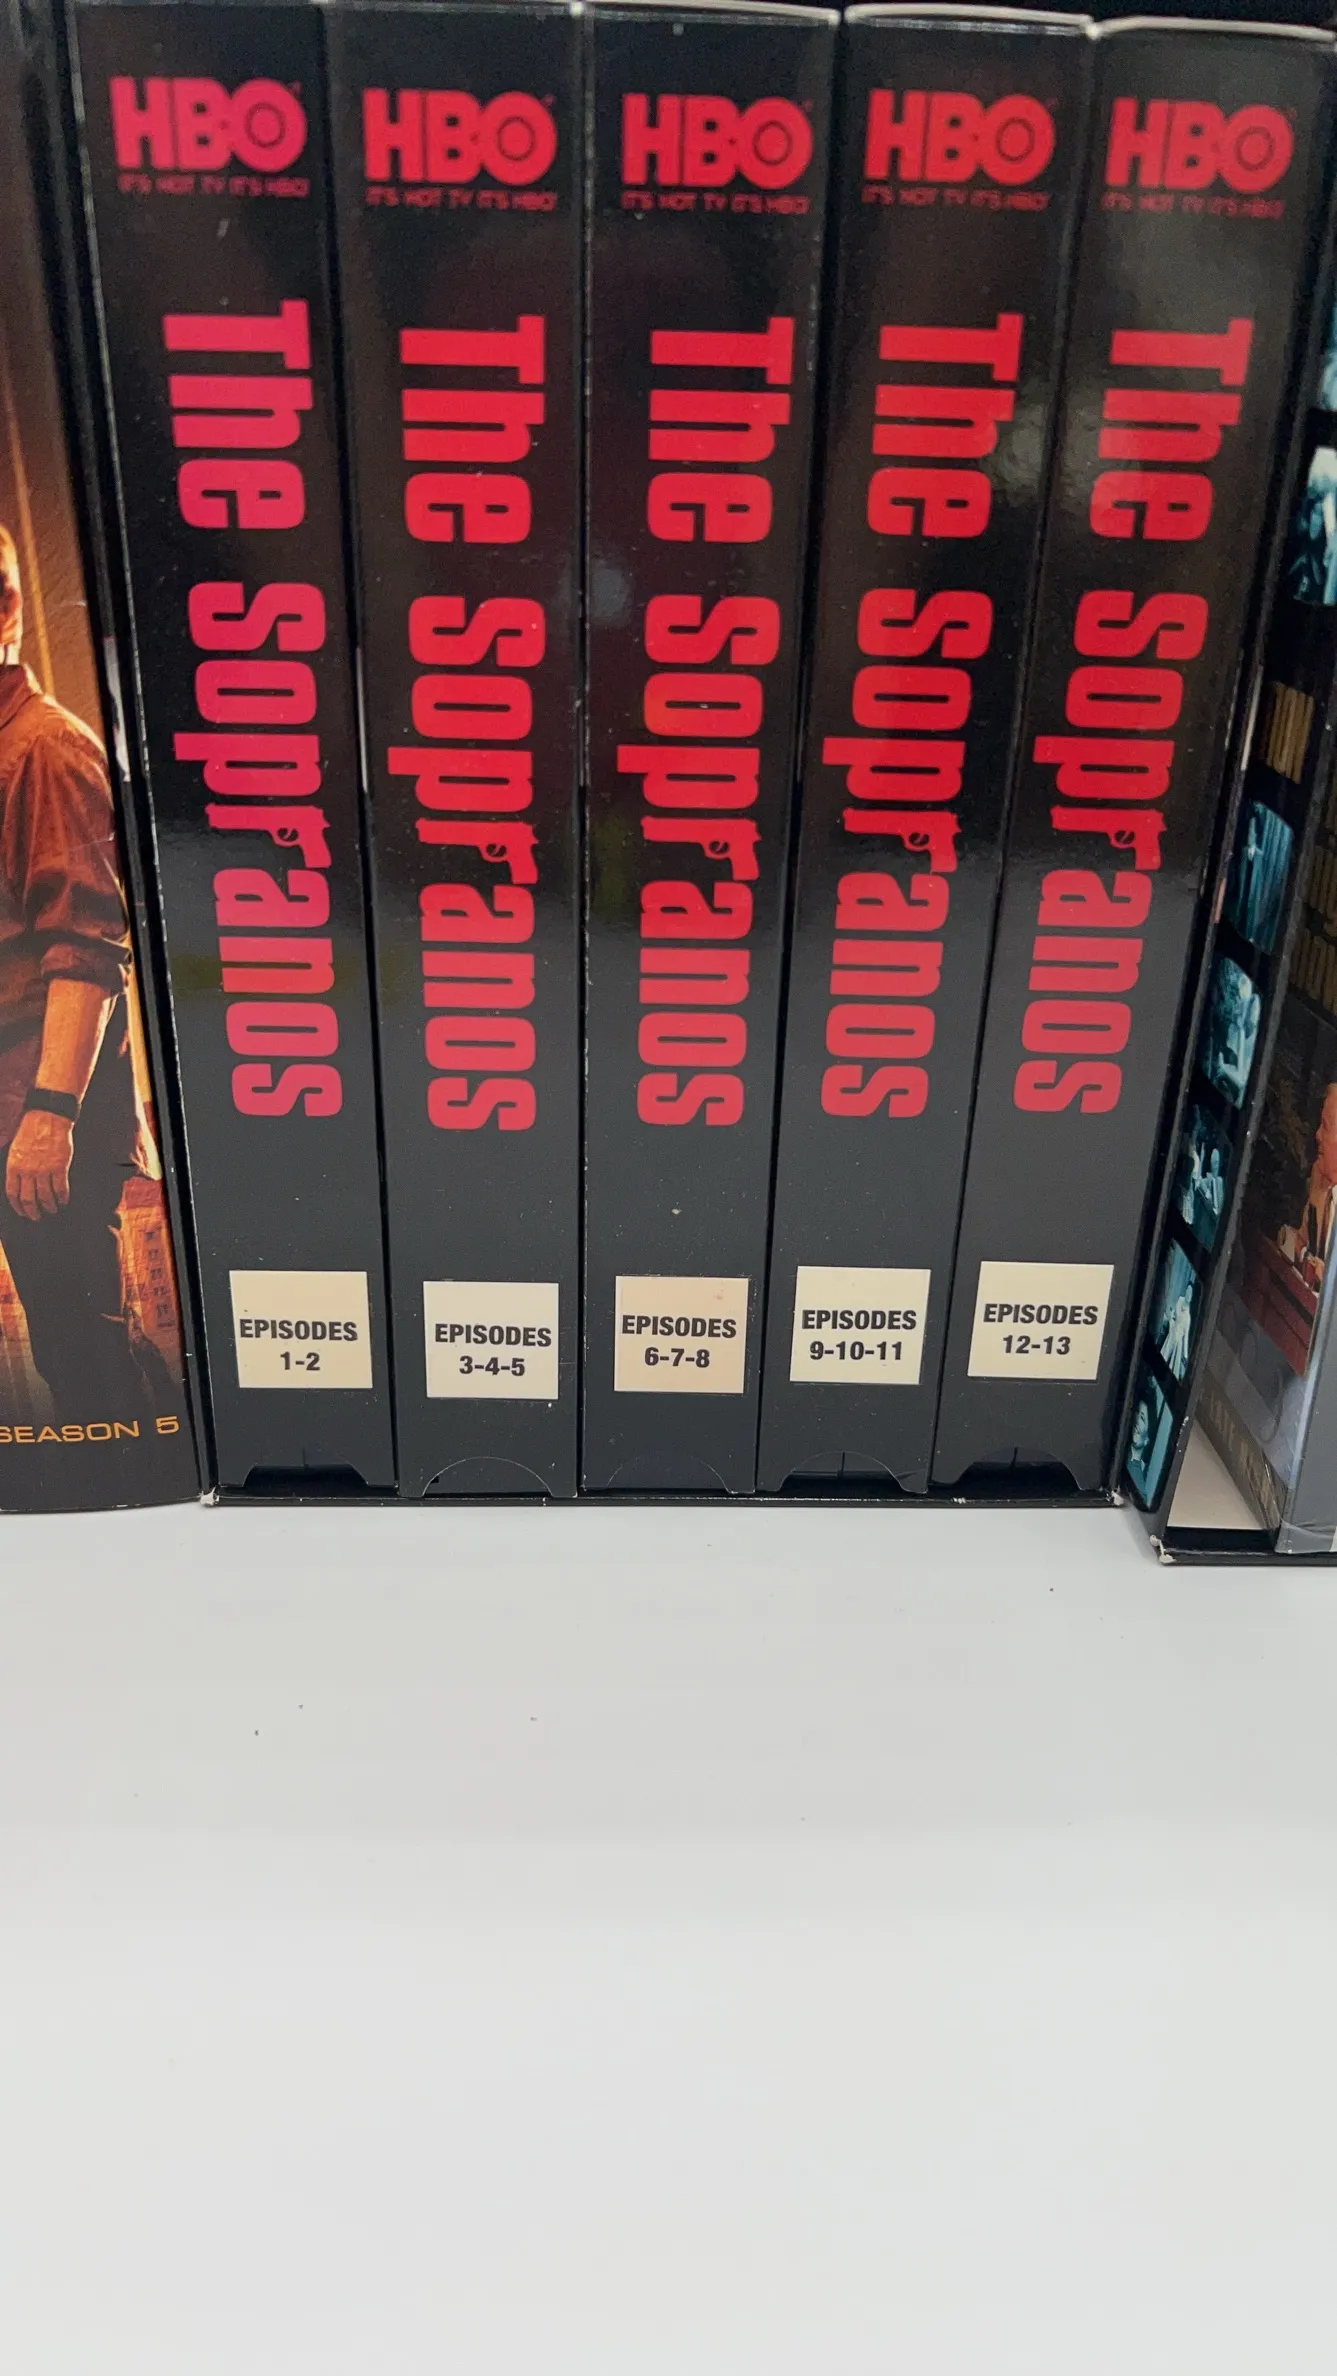 HBO
IT'S NOT TV IT'S HBO
The Sopranos
EPISODES
1-2
HBO
IT'S NOT TV IT'S HBO
The Sopranos
EPISODES
3-4-5
HBO
IT'S NOT TV IT'S HBO
The Sopranos
EPISODES
6-7-8
HBO
IT'S NOT TV IT'S HBO
The Sopranos
EPISODES
9-10-11
HBO
IT'S NOT TV IT'S HBO
The Sopranos
EPISODES
12-13
SEASON 5